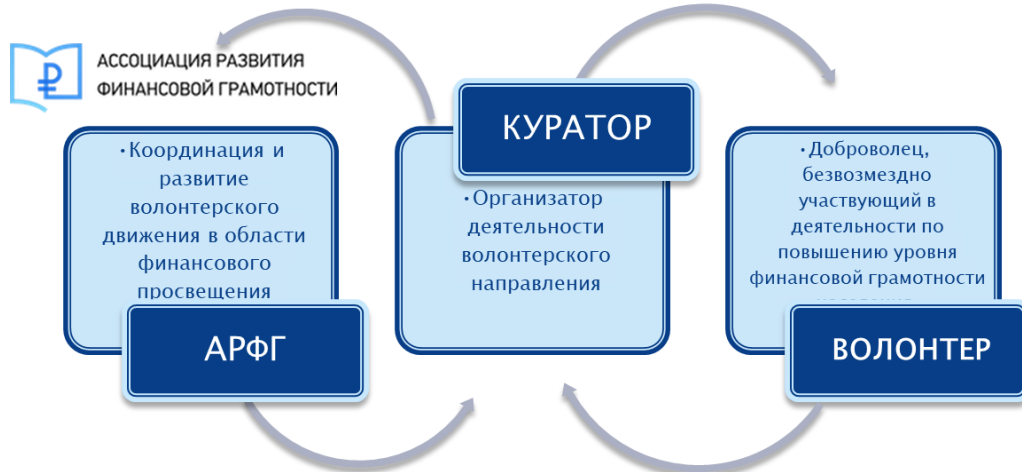 АССОЦИАЦИЯ РАЗВИТИЯ
ФИНАНСОВОЙ ГРАМОТНОСТИ
•Координация и
развитие
волонтерского
движения в области
финансового
просвещения
АРФГ
КУРАТОР
•Организатор
деятельности
волонтерского
направления
•Доброволец,
безвозмездно
участвующий в
деятельности по
повышению уровня
финансовой грамотности
ВОЛОНТЕР